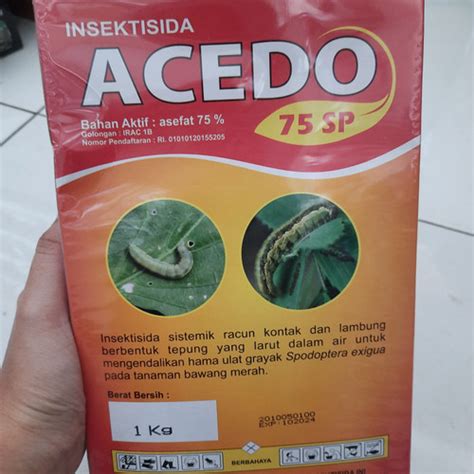 INSEKTISIDA
ACEDO
Bahan Aktif : asefat 75 %
Golongan : IRAC 1B
Nomor Pendaftaran : RI. 01010120155205
75 SP
Insektisida sistemik racun kontak dan lambung
berbentuk tepung yang larut dalam air untuk
mengendalikan hama ulat grayak Spodoptera exigua
pada tanaman bawang merah.
Berat Bersih :
1 Kg
2010050100
EXP: 102024
BERBAHAYA